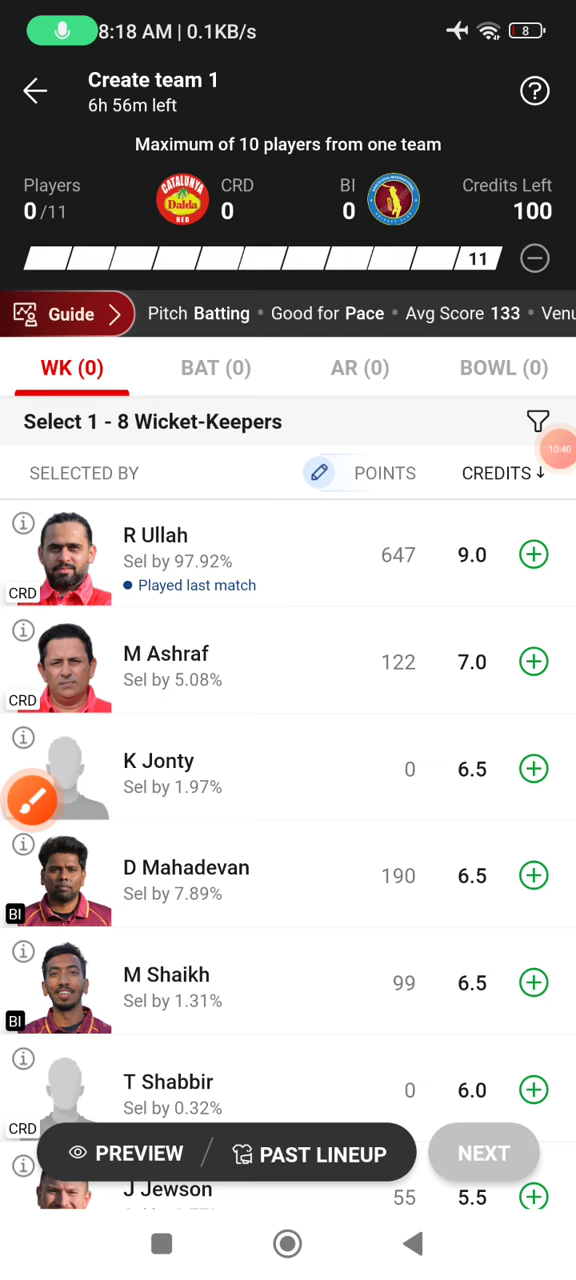 8:18 AM | 0.1KB/s
8
Create team 1
6h 56m left
Maximum of 10 players from one team
Players
0/11
CATALUNYA
Dalda
RED
CRD
0
BI
0
Credits Left
100
11
Guide
Pitch Batting • Good for Pace • Avg Score 133 • Venu
WK (0)
BAT (0)
AR (0)
BOWL (0)
Select 1 - 8 Wicket-Keepers
10:40
SELECTED BY
POINTS
CREDITS↓
R Ullah
Sel by 97.92%
Played last match
CRD
647
9.0
M Ashraf
Sel by 5.08%
CRD
122
7.0
K Jonty
Sel by 1.97%
0
6.5
D Mahadevan
Sel by 7.89%
BI
190
6.5
M Shaikh
Sel by 1.31%
BI
99
6.5
T Shabbir
Sel by 0.32%
CRD
0
6.0
PREVIEW
PAST LINEUP
NEXT
J Jewson
55
5.5